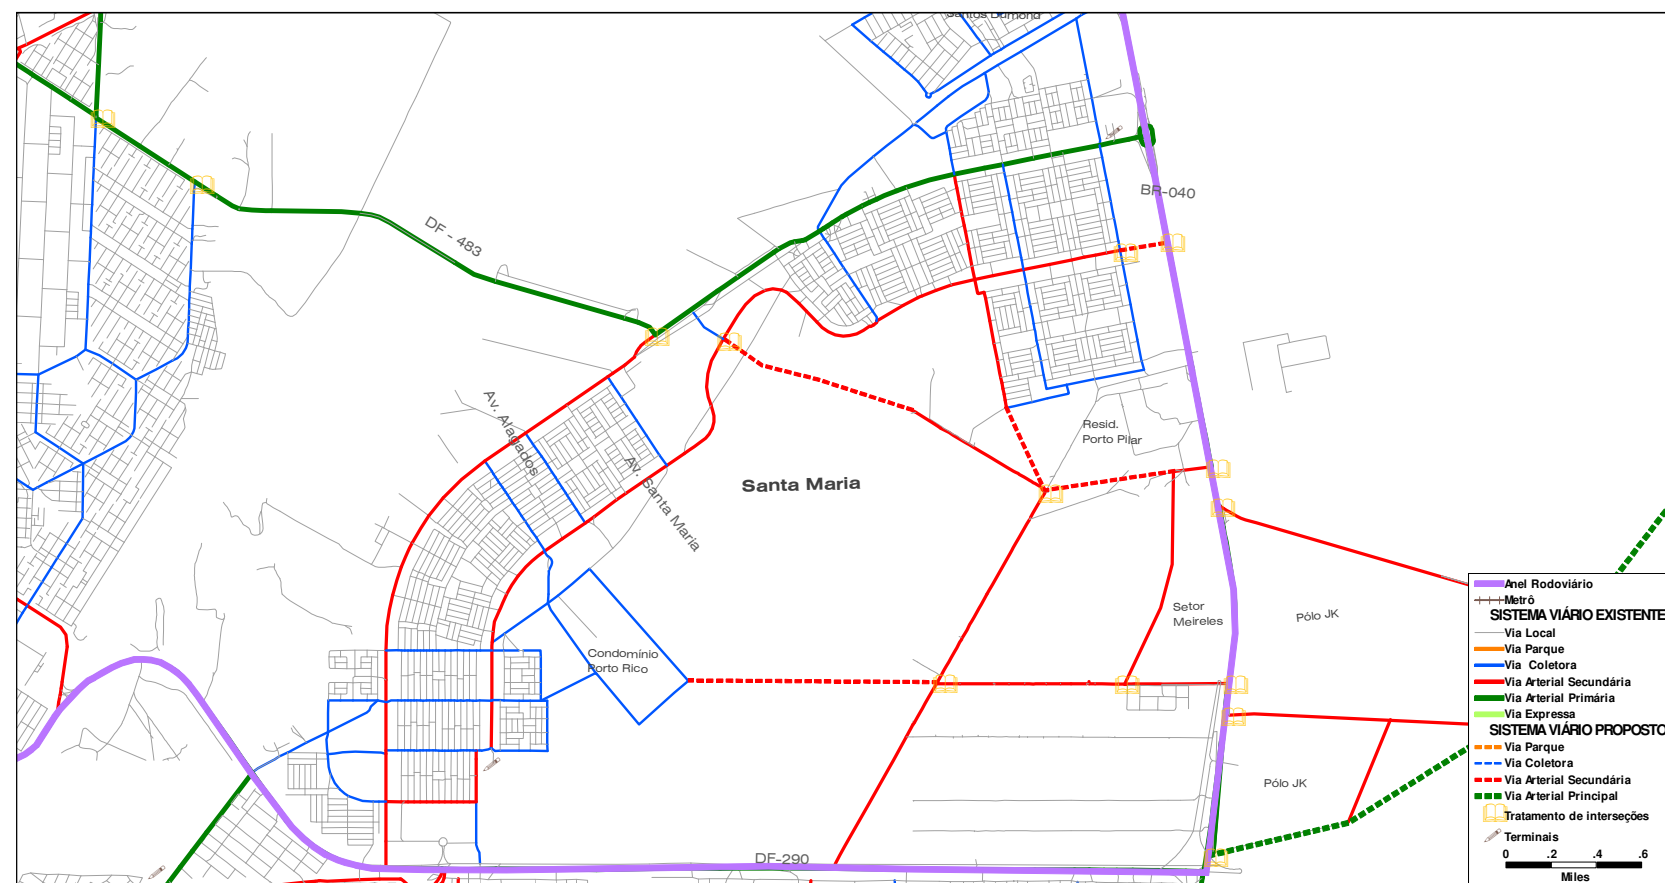 Santos Dumond
BR-040
DF - 483
Av. Alagados
Av. Santa Maria
Santa Maria
Resid.
Porto Pilar
Setor
Meireles
Pólo JK
Condomínio
Porto Rico
Pólo JK
DF-290
Anel Rodoviário
Metrô
SISTEMA VIÁRIO EXISTENTE
Via Local
Via Parque
Via Coletora
Via Arterial Secundária
Via Arterial Primária
Via Expressa
SISTEMA VIÁRIO PROPOSTO
Via Parque
Via Coletora
Via Arterial Secundária
Via Arterial Principal
Tratamento de interseções
Terminais
0 .2 .4 .6
Miles